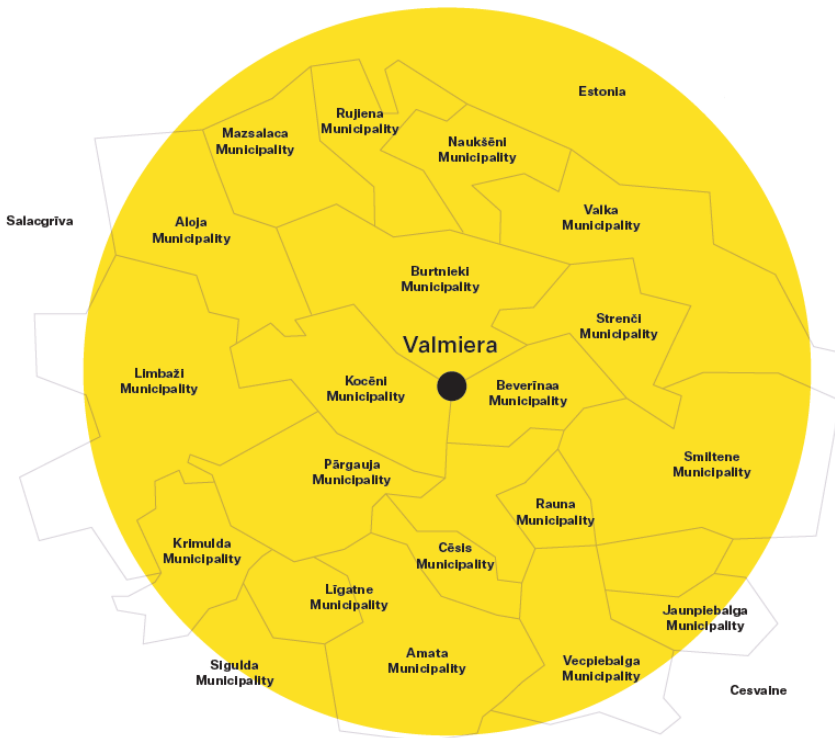 Estonia
Rujiena
Municipality
Mazsalaca
Municipality
Naukšēni
Municipality
Salacgrīva
Aloja
Municipality
Valka
Municipality
Burtnieki
Municipality
Strenči
Municipality
Valmiera
Limbaži
Municipality
Kocēni
Municipality
Beverīnaa
Municipality
Pārgauja
Municipality
Smiltene
Municipality
Rauna
Municipality
Krimulda
Municipality
Cēsis
Municipality
Līgatne
Municipality
Jaunpiebalga
Municipality
Amata
Municipality
Sigulda
Municipality
Vecpiebalga
Municipality
Cesvaine